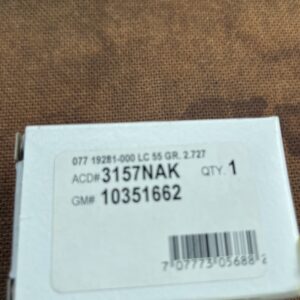 077 19281-000 LC 55 GR. 2.727
ACD# 3157NAK QTY. 1
GM# 10351662
7 07773 05688 2